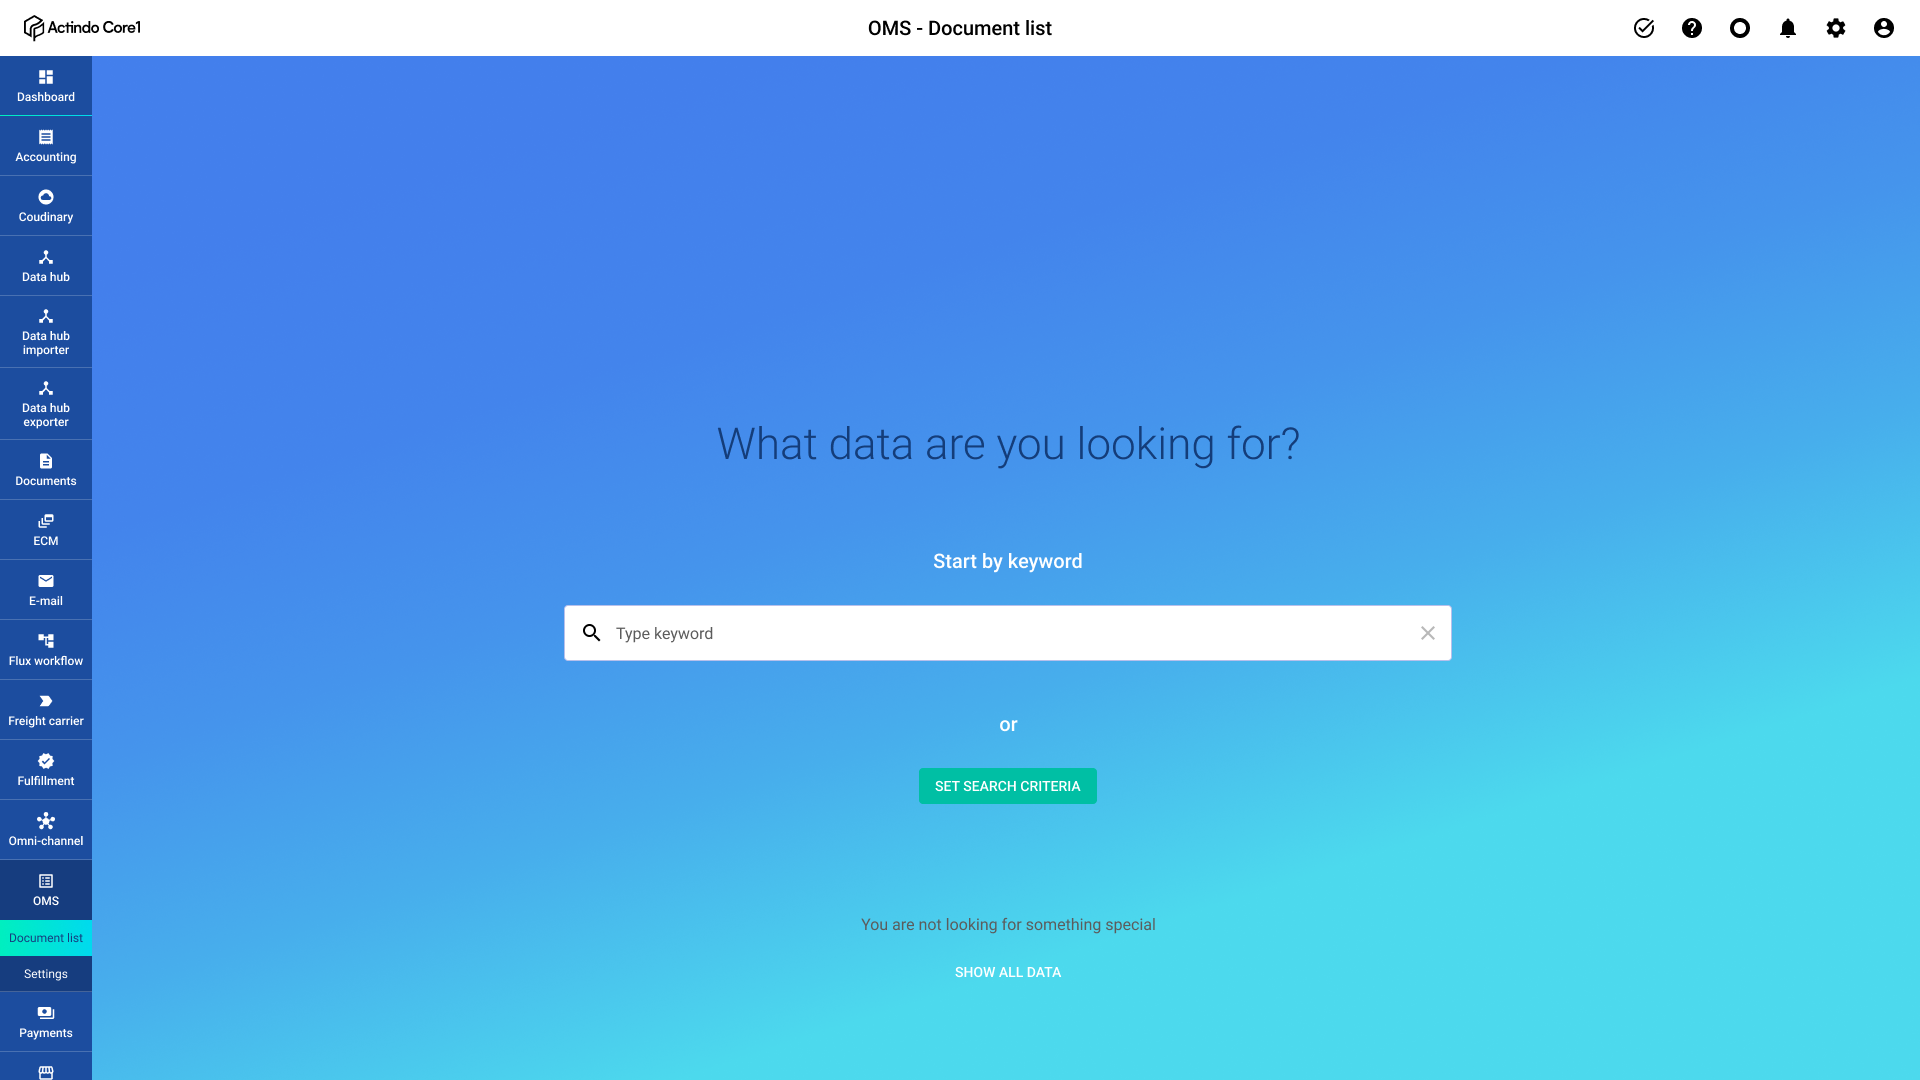 Actindo Core1
OMS - Document list
Dashboard
Accounting
Coudinary
Data hub
Data hub
importer
Data hub
exporter
Documents
ECM
E-mail
Flux workflow
Freight carrier
Fulfillment
Omni-channel
OMS
Document list
Settings
Payments
What data are you looking for?
Start by keyword
Type keyword
or
SET SEARCH CRITERIA
You are not looking for something special
SHOW ALL DATA